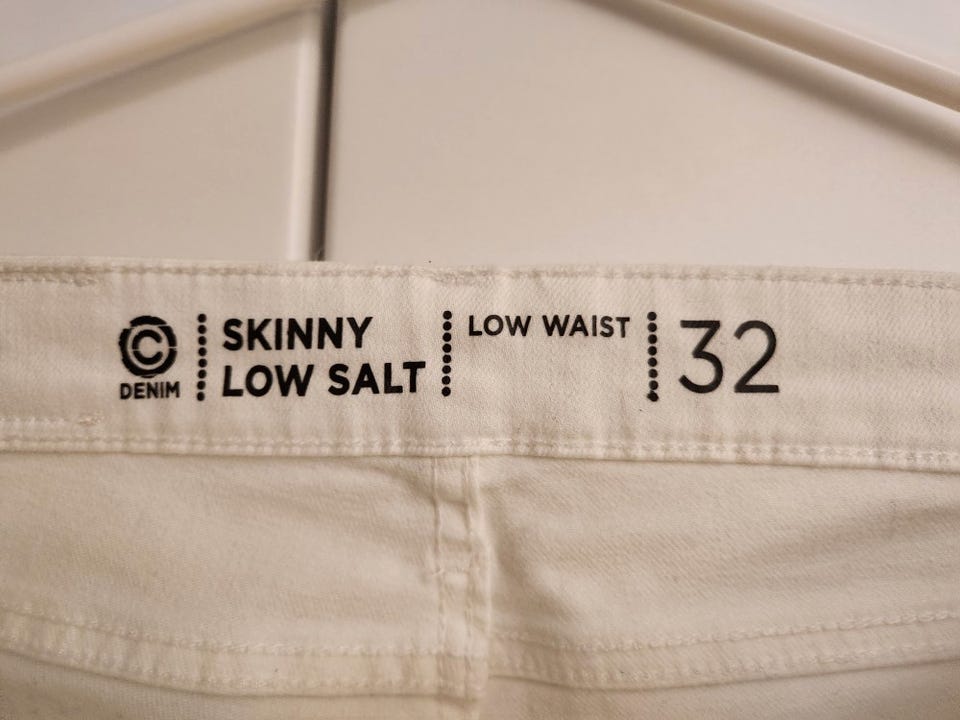 C
DENIM
SKINNY
LOW SALT
LOW WAIST
32